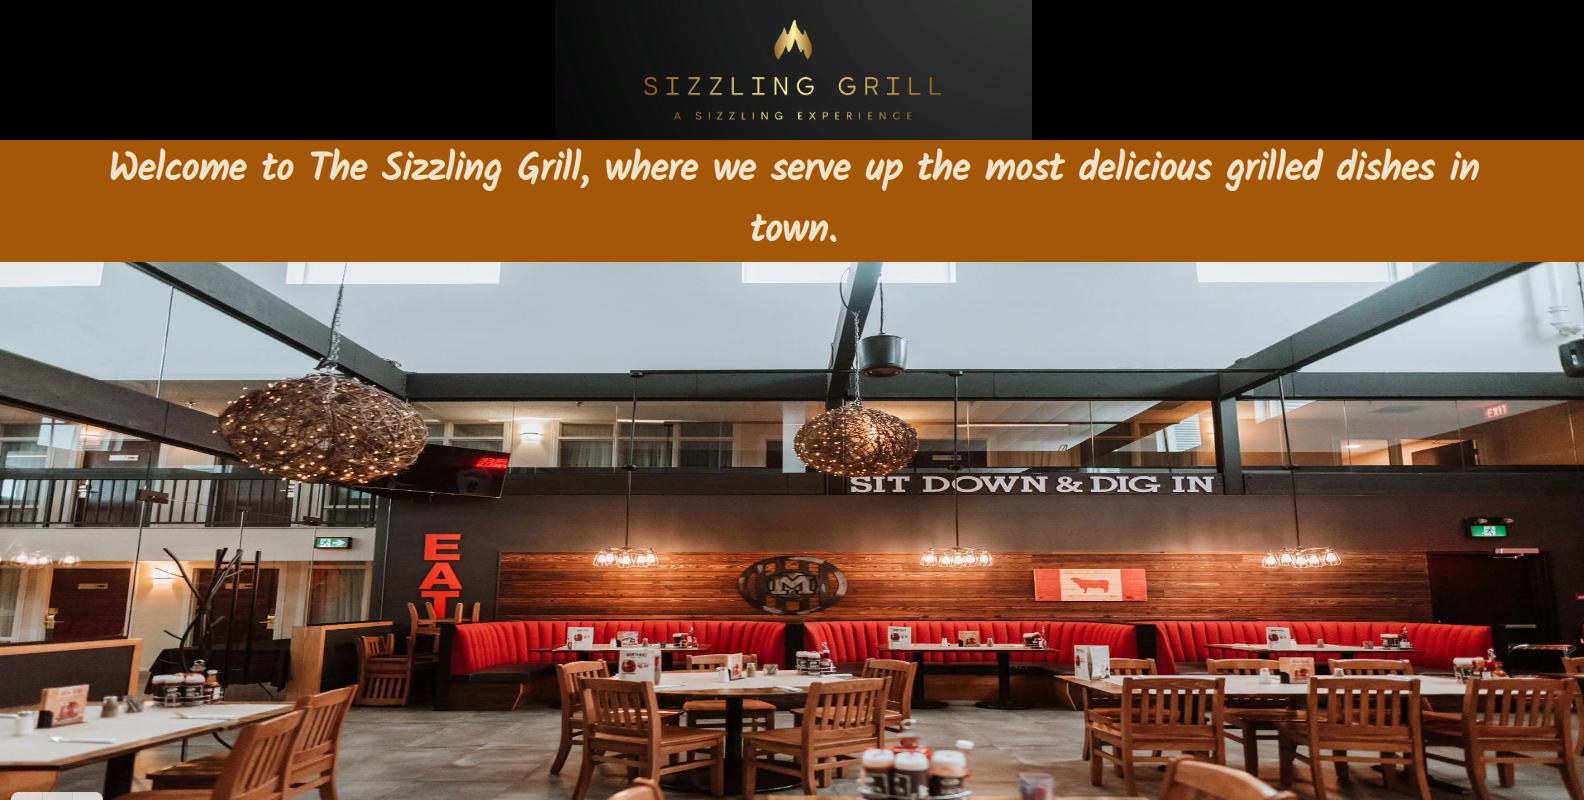 SIZZLING GRILL
A SIZZLING EXPERIENCE
Welcome to The Sizzling Grill, where we serve up the most delicious grilled dishes in
town.
EXIT
SIT DOWN & DIG IN
EAT
M